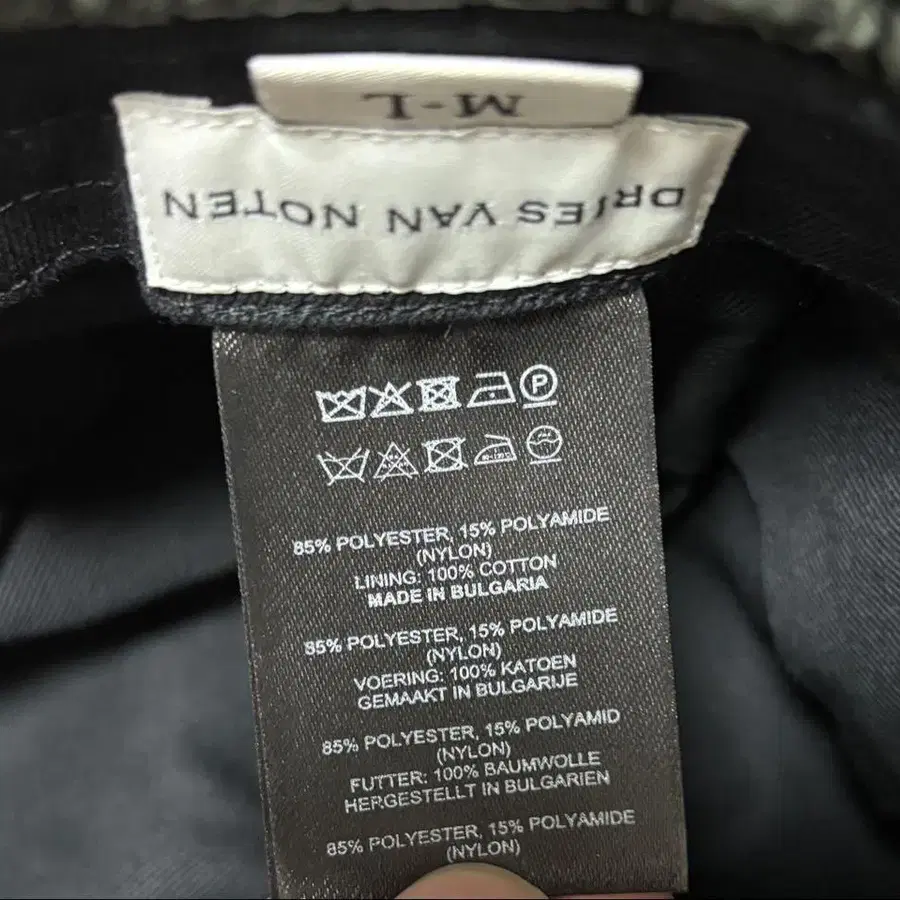 M-L
DRIES VAN NOTEN
P
85% POLYESTER, 15% POLYAMIDE
(NYLON)
LINING: 100% COTTON
MADE IN BULGARIA
85% POLYESTER, 15% POLYAMIDE
(NYLON)
VOERING: 100% KATOEN
GEMAAKT IN BULGARIJE
85% POLYESTER, 15% POLYAMID
(NYLON)
FUTTER: 100% BAUMWOLLE
HERGESTELLT IN BULGARIEN
85% POLYESTER, 15% POLYAMIDE
(NYLON)